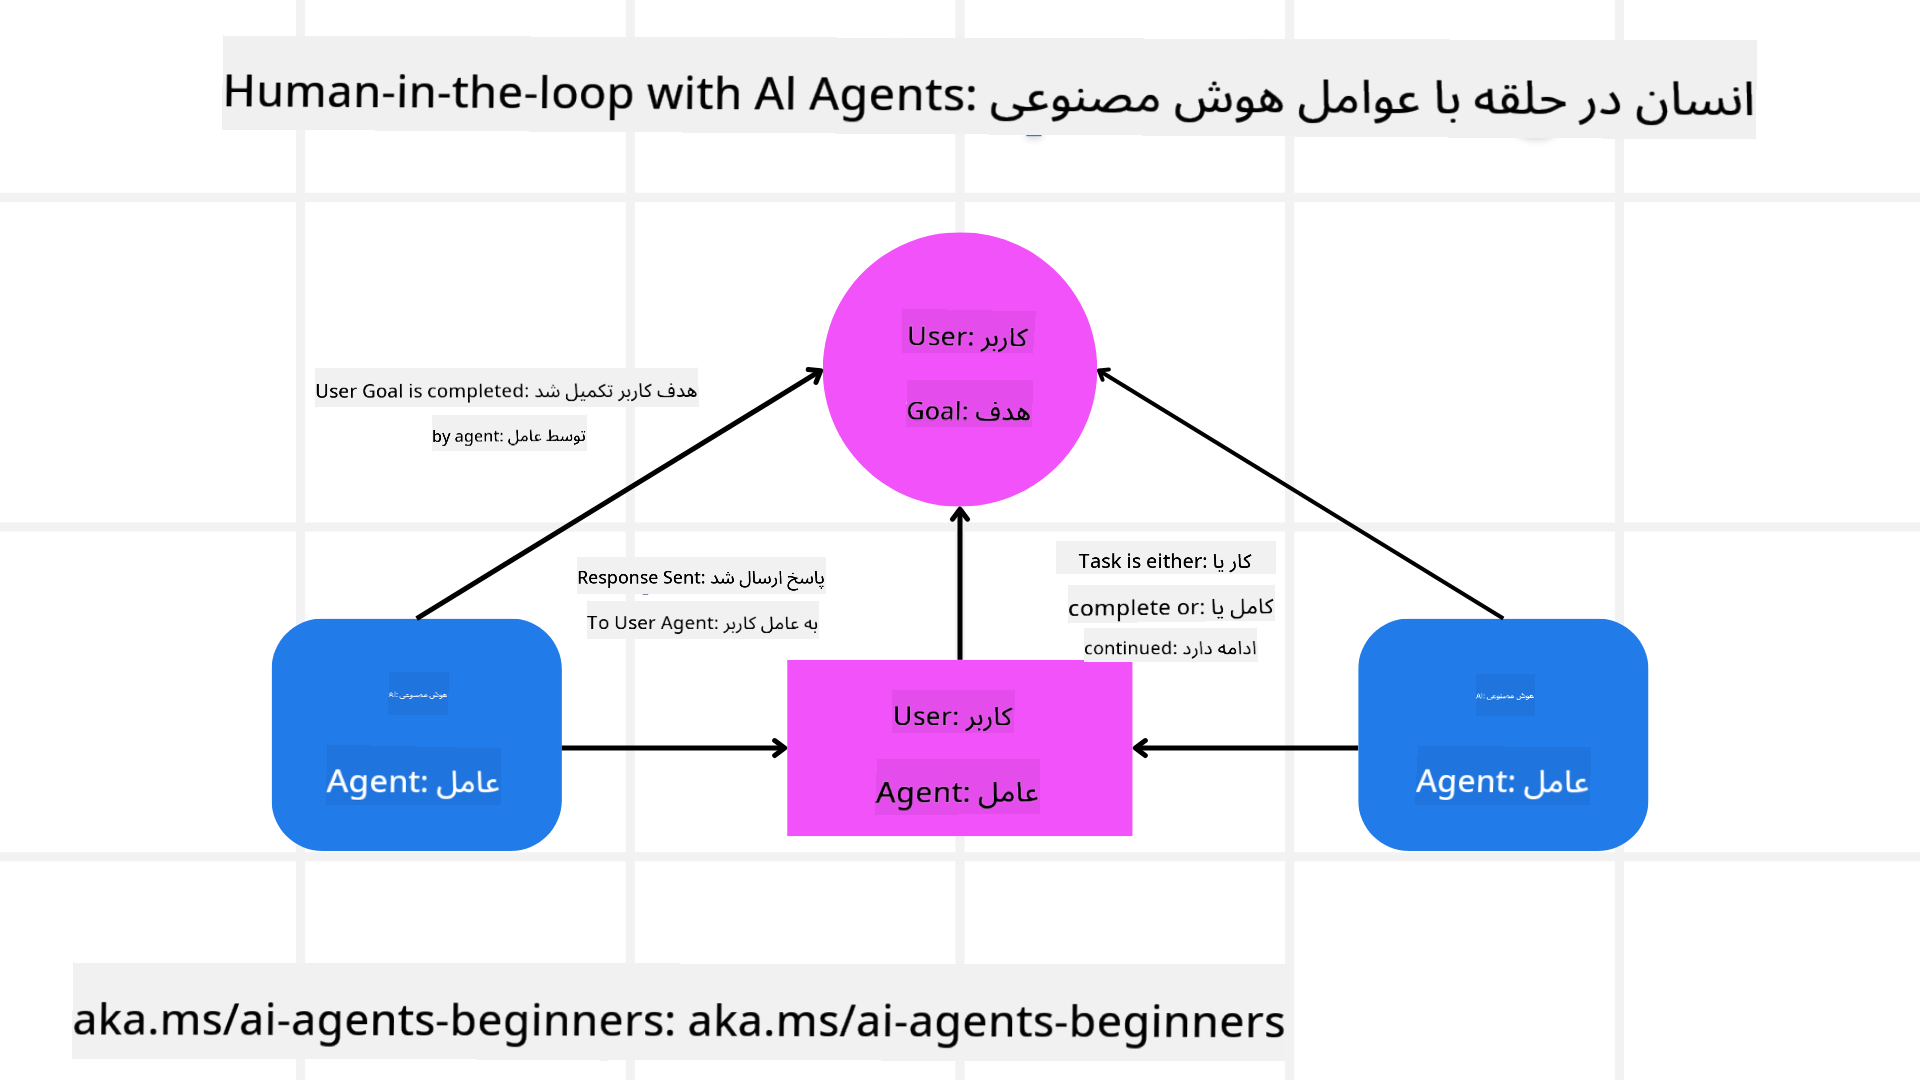 Human-in-the-loop with AI Agents: انسان در حلقه با عوامل هوش مصنوعی
User: کاربر
Goal: هدف
User Goal is completed: هدف کاربر تکمیل شد
by agent: توسط عامل
Response Sent: پاسخ ارسال شد
To User Agent: به عامل کاربر
Task is either: کار یا
complete or: کامل یا
continued: ادامه دارد
AI: هوش مصنوعی
Agent: عامل
User: کاربر
Agent: عامل
AI: هوش مصنوعی
Agent: عامل
aka.ms/ai-agents-beginners: aka.ms/ai-agents-beginners